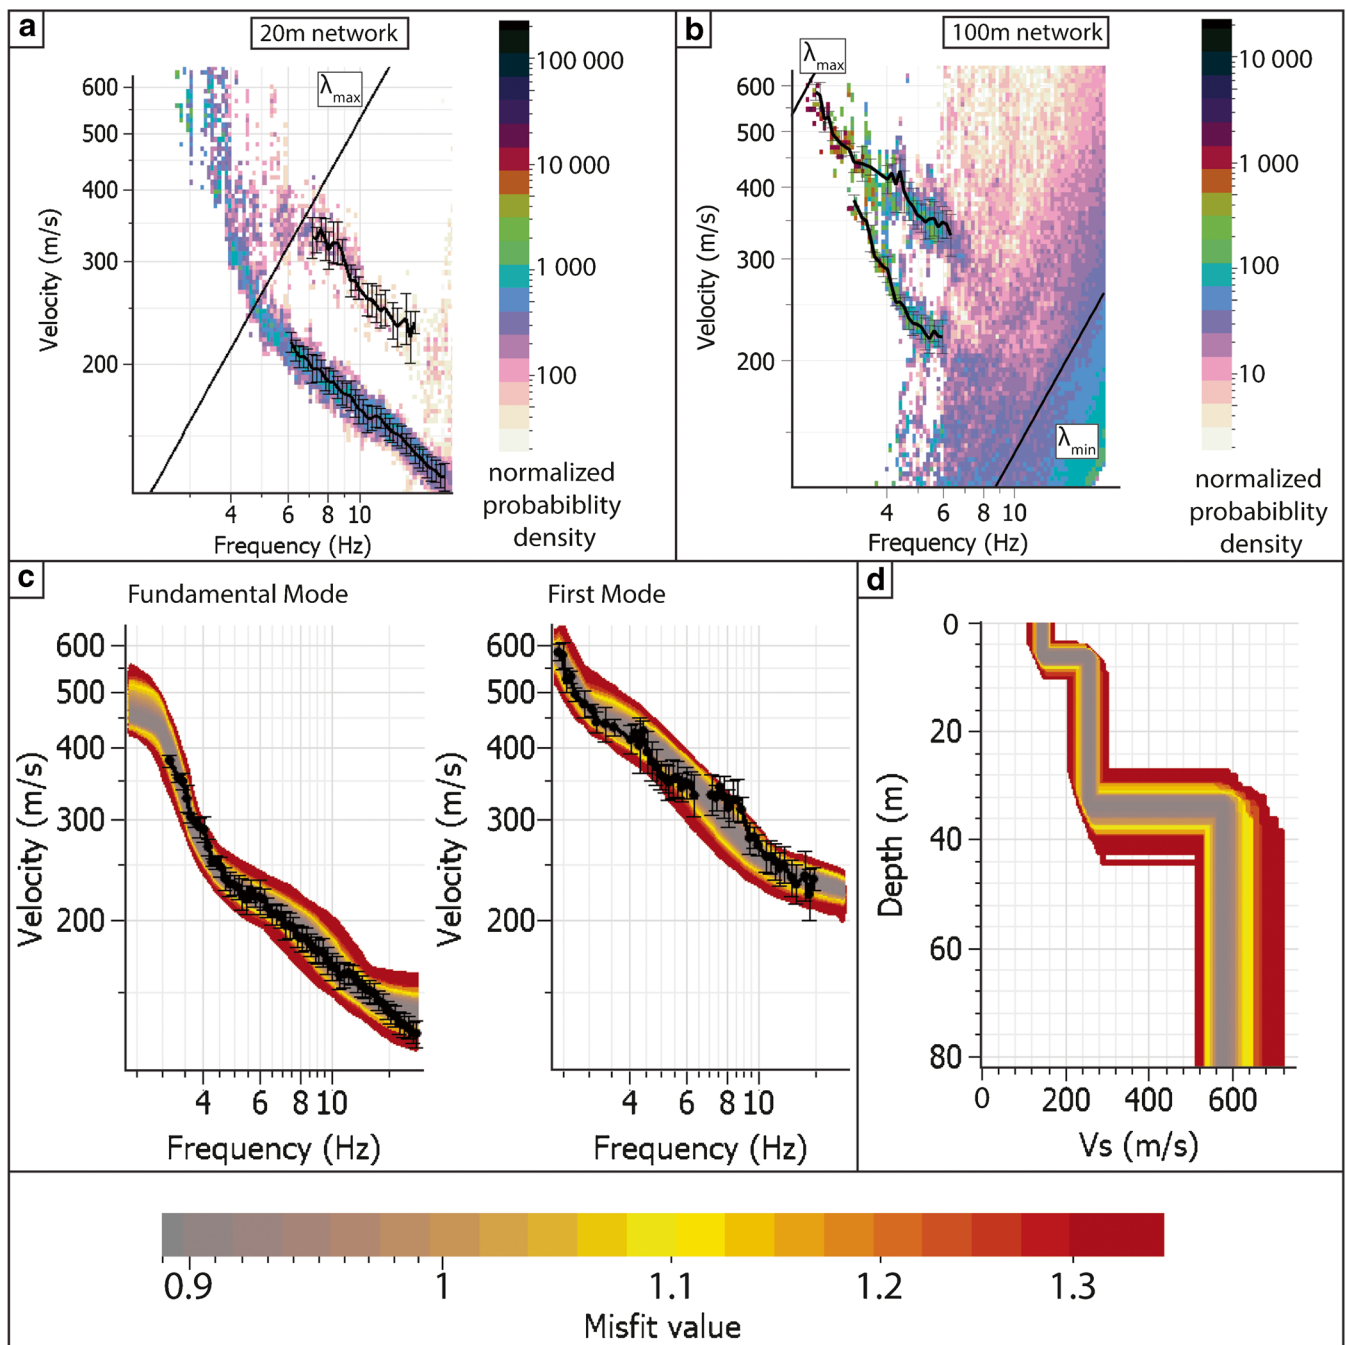 a
20m network
λmax
600
500
400
300
200
Velocity (m/s)
4 6 8 10
Frequency (Hz)
100 000
10 000
1 000
100
normalized
probabiblity
density
b
100m network
λmax
600
500
400
300
200
Velocity (m/s)
λmin
4 6 8 10
Frequency (Hz)
10 000
1 000
100
10
normalized
probabiblity
density
c
Fundamental Mode
600
500
400
300
200
Velocity (m/s)
4 6 8 10
Frequency (Hz)
First Mode
600
500
400
300
200
Velocity (m/s)
4 6 8 10
Frequency (Hz)
d
0
20
40
60
80
Depth (m)
0 200 400 600
Vs (m/s)
0.9 1 1.1 1.2 1.3
Misfit value